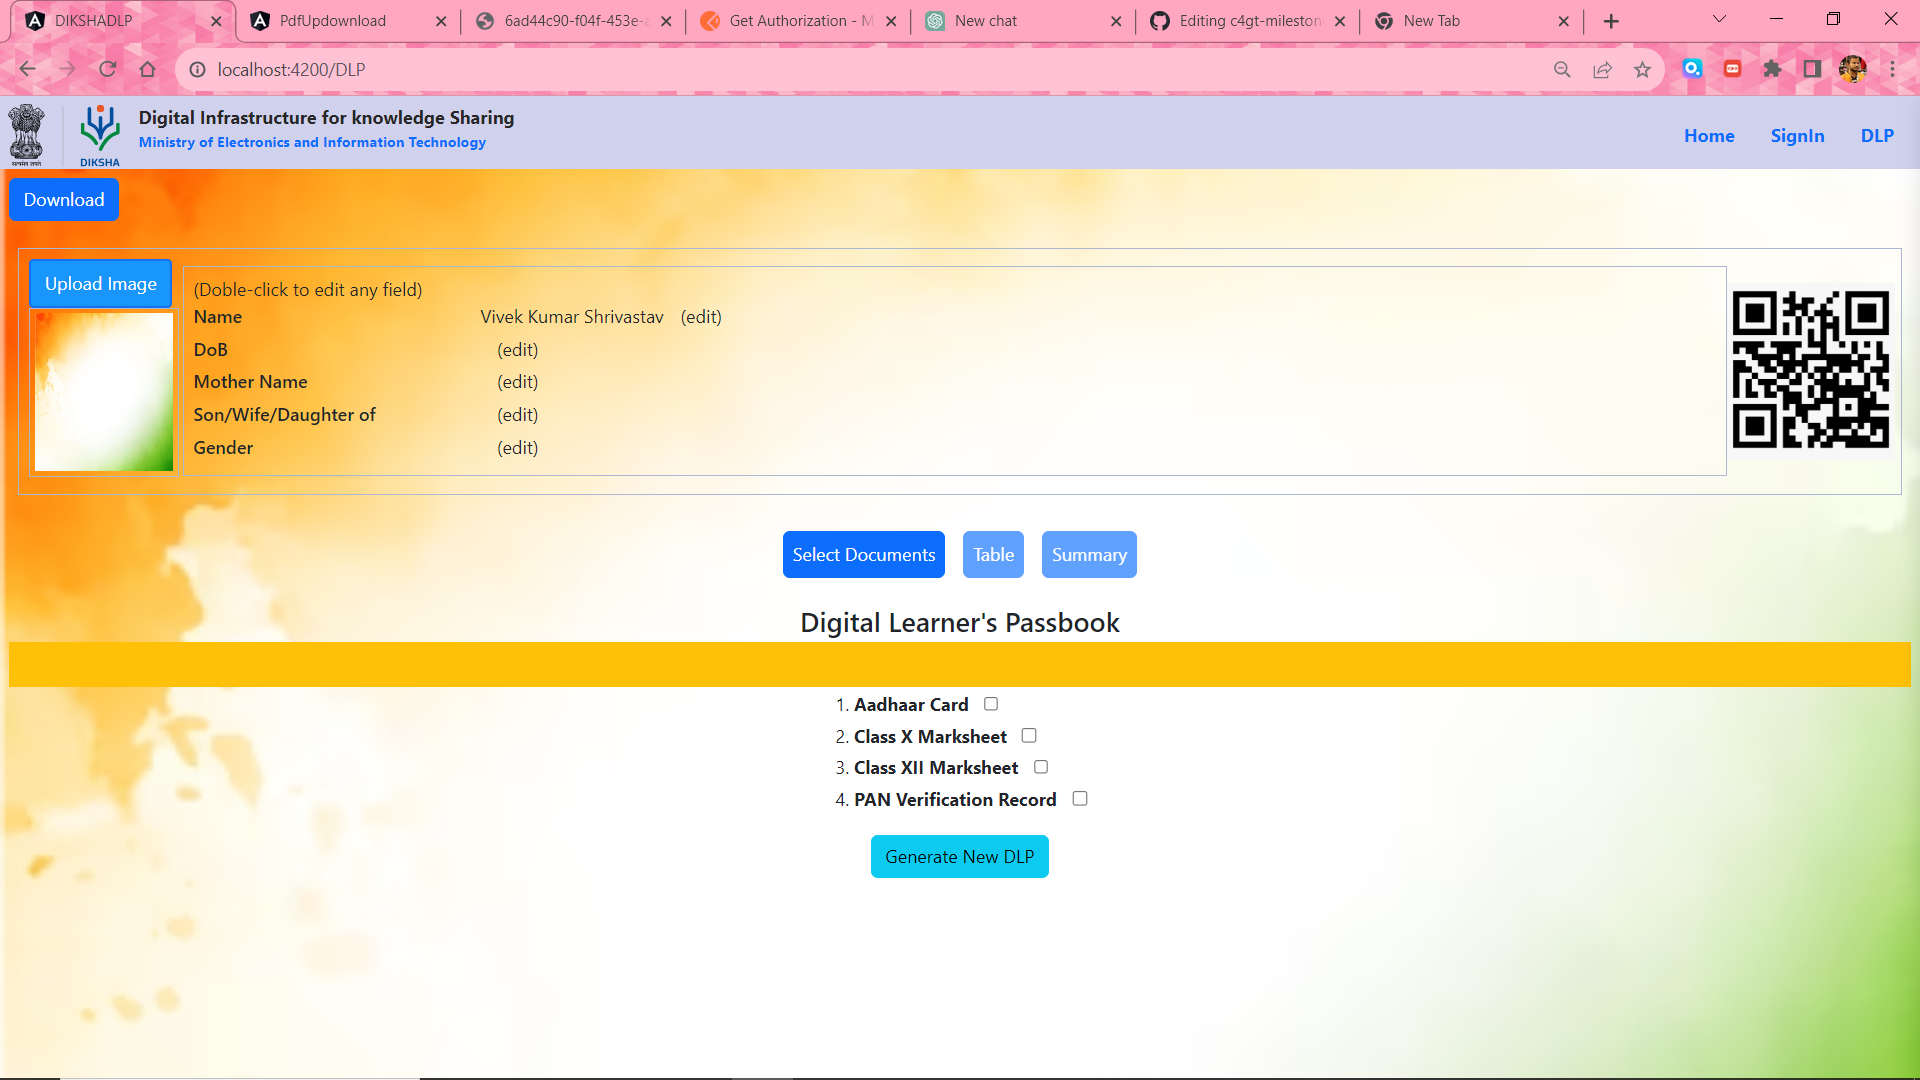 DIKSHADLP
PdfUpdownload
6ad44c90-f04f-453e-a
Get Authorization - M
New chat
Editing c4gt-mileston
New Tab
localhost:4200/DLP
Digital Infrastructure for knowledge Sharing
Ministry of Electronics and Information Technology
सत्यमेव जयते
DIKSHA
Home
SignIn
DLP
Download
Upload Image
(Doble-click to edit any field)
Name Vivek Kumar Shrivastav (edit)
DoB (edit)
Mother Name (edit)
Son/Wife/Daughter of (edit)
Gender (edit)
Select Documents
Table
Summary
Digital Learner's Passbook
1. Aadhaar Card
2. Class X Marksheet
3. Class XII Marksheet
4. PAN Verification Record
Generate New DLP